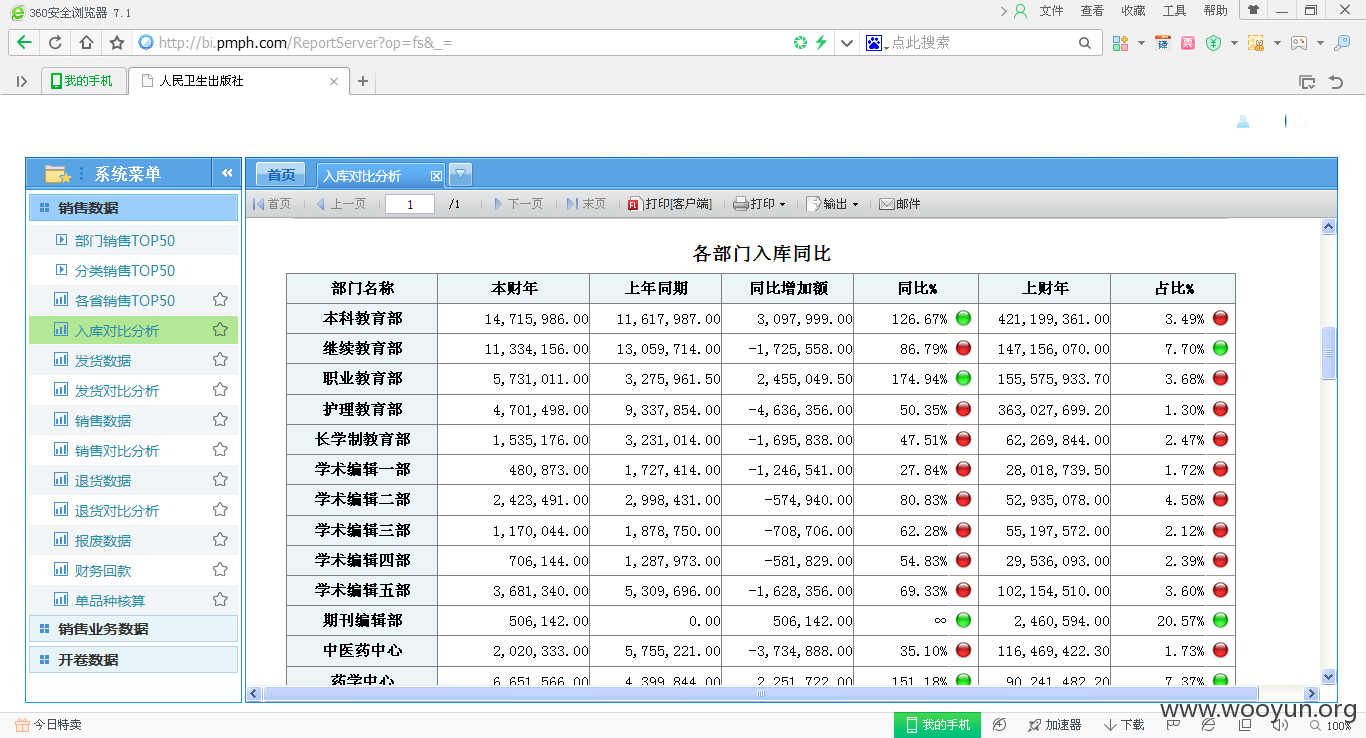 360安全浏览器 7.1 文件 查看 收藏 工具 帮助
http://bi.pmph.com/ReportServer?op=fs&_= 点此搜索
我的手机 人民卫生出版社
系统菜单 首页 入库对比分析
首页 上一页 1 /1 下一页 末页 打印[客户端] 打印 输出 邮件
销售数据
部门销售TOP50
分类销售TOP50
各省销售TOP50
入库对比分析
发货数据
发货对比分析
销售数据
销售对比分析
退货数据
退货对比分析
报废数据
财务回款
单品种核算
销售业务数据
开卷数据
各部门入库同比
部门名称 本财年 上年同期 同比增加额 同比% 上财年 占比%
本科教育部 14,715,986.00 11,617,987.00 3,097,999.00 126.67% 421,199,361.00 3.49%
继续教育部 11,334,156.00 13,059,714.00 -1,725,558.00 86.79% 147,156,070.00 7.70%
职业教育部 5,731,011.00 3,275,961.50 2,455,049.50 174.94% 155,575,933.70 3.68%
护理教育部 4,701,498.00 9,337,854.00 -4,636,356.00 50.35% 363,027,699.20 1.30%
长学制教育部 1,535,176.00 3,231,014.00 -1,695,838.00 47.51% 62,269,844.00 2.47%
学术编辑一部 480,873.00 1,727,414.00 -1,246,541.00 27.84% 28,018,739.50 1.72%
学术编辑二部 2,423,491.00 2,998,431.00 -574,940.00 80.83% 52,935,078.00 4.58%
学术编辑三部 1,170,044.00 1,878,750.00 -708,706.00 62.28% 55,197,572.00 2.12%
学术编辑四部 706,144.00 1,287,973.00 -581,829.00 54.83% 29,536,093.00 2.39%
学术编辑五部 3,681,340.00 5,309,696.00 -1,628,356.00 69.33% 102,154,510.00 3.60%
期刊编辑部 506,142.00 0.00 506,142.00 ∞ 2,460,594.00 20.57%
中医药中心 2,020,333.00 5,755,221.00 -3,734,888.00 35.10% 116,469,422.30 1.73%
药学中心 6,651,566.00 4,399,844.00 2,251,722.00 151.18% 90,241,482.20 7.37%
www.wooyun.org
今日特卖 我的手机 加速器 下载 100%